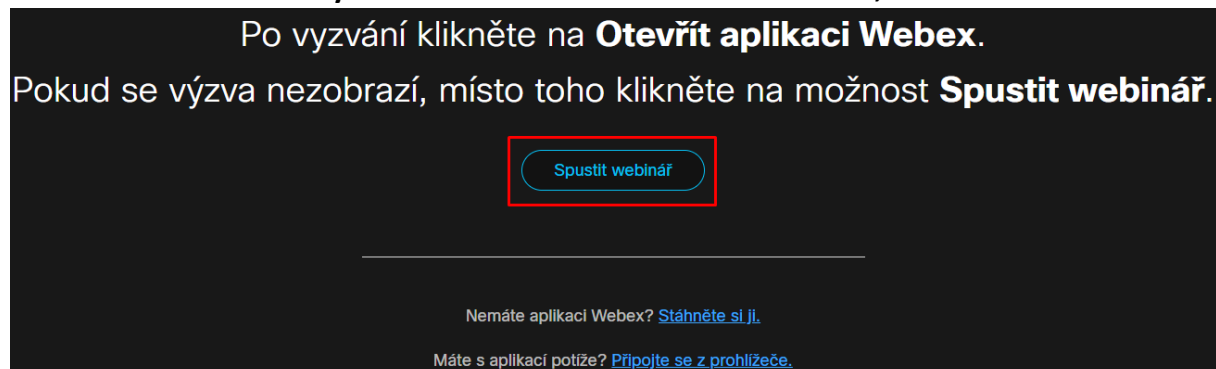 Po vyzvání klikněte na Otevřít aplikaci Webex.
Pokud se výzva nezobrazí, místo toho klikněte na možnost Spustit webinář.
Spustit webinář
Nemáte aplikaci Webex? Stáhněte si ji.
Máte s aplikací potíže? Připojte se z prohlížeče.